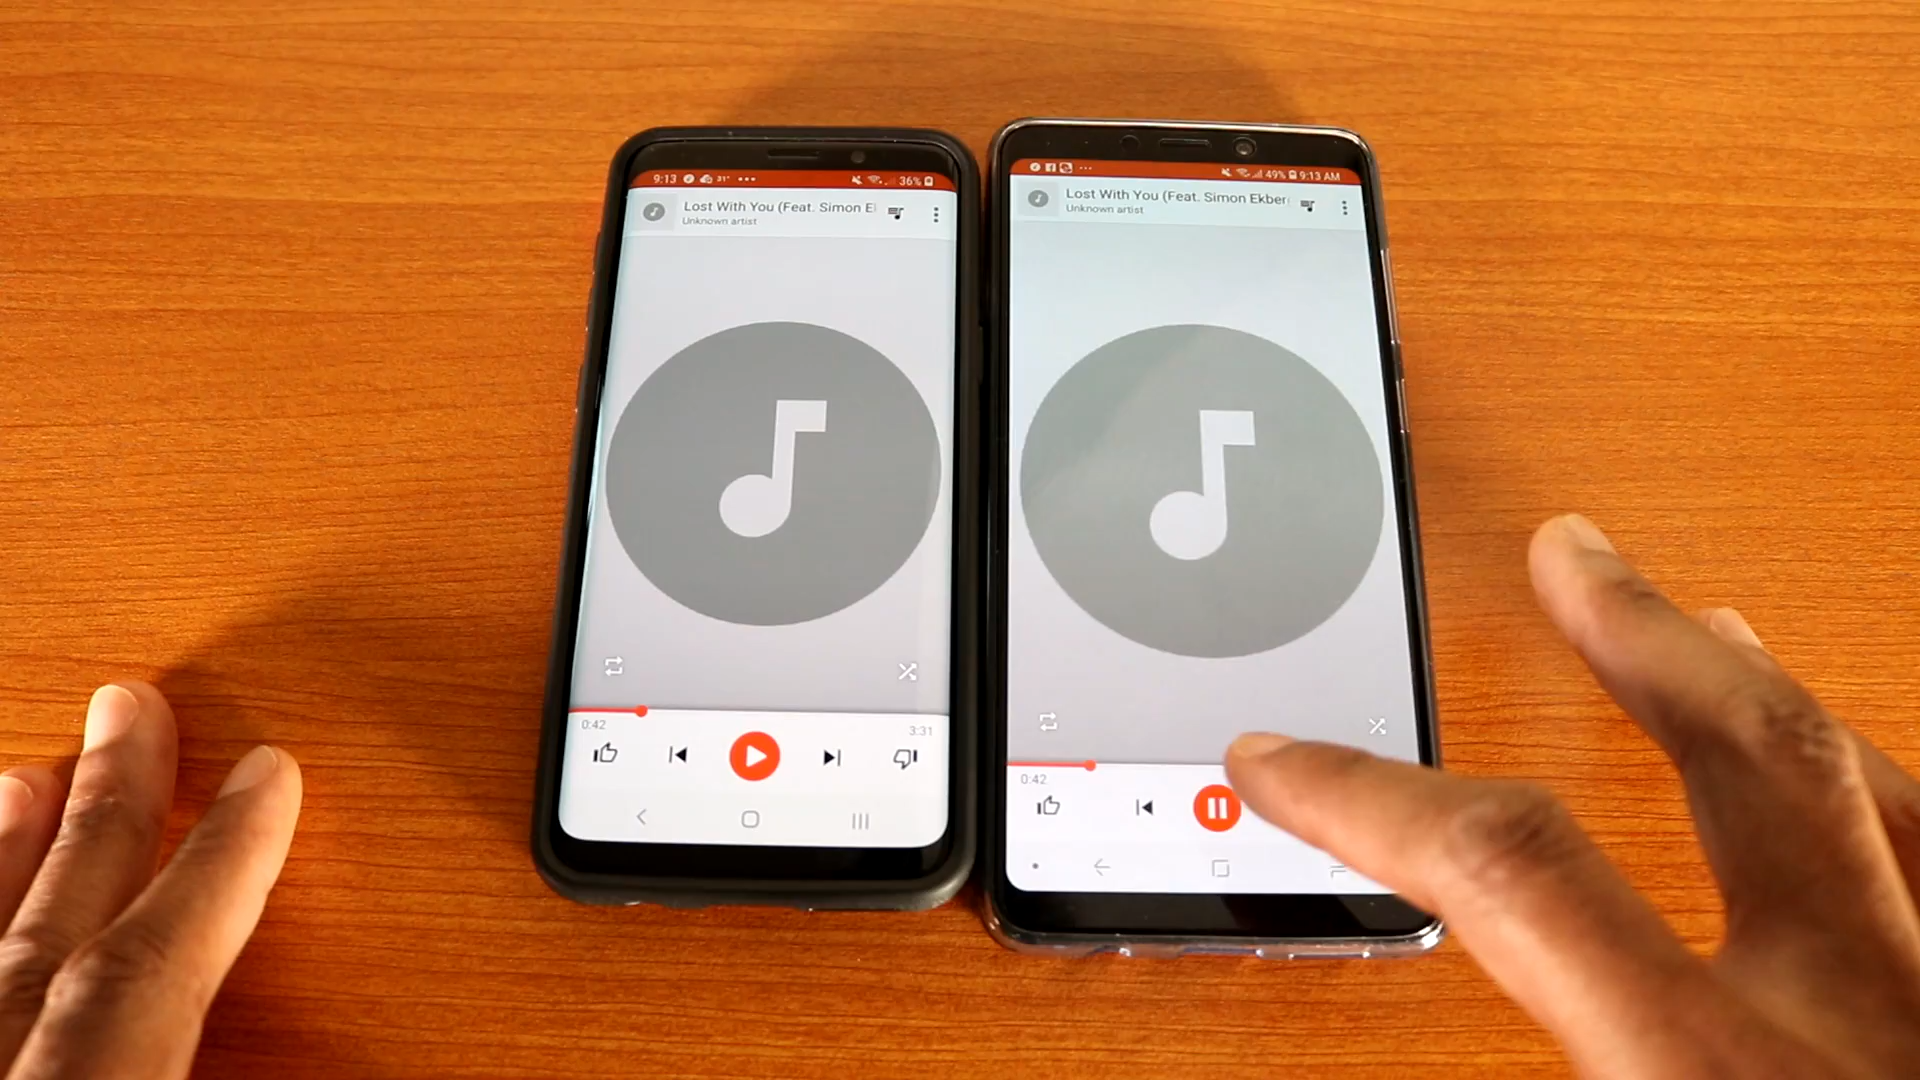 9:13 31° 36%
Lost With You (Feat. Simon E
Unknown artist
0:42 3:31
49% 9:13 AM
Lost With You (Feat. Simon Ekber
Unknown artist
0:42